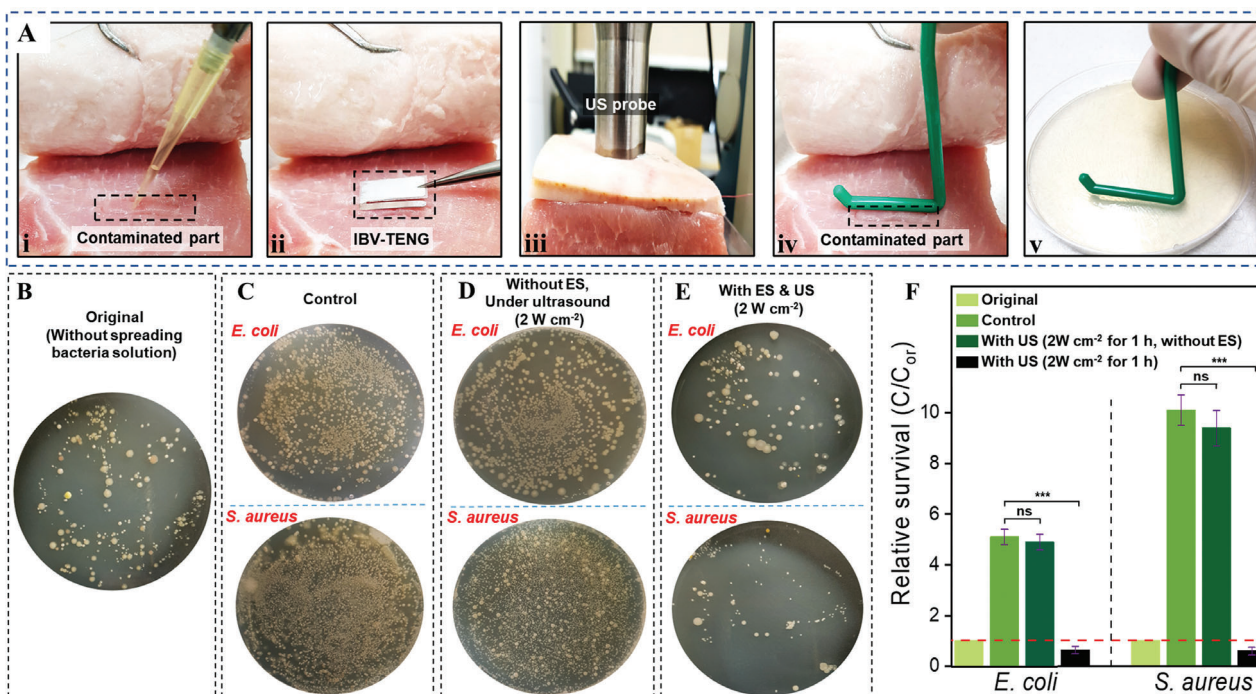 A
i
Contaminated part
ii
IBV-TENG
US probe
iii
iv
Contaminated part
v
B
Original
(Without spreading
bacteria solution)
C
Control
E. coli
S. aureus
D
Without ES,
Under ultrasound
(2 W cm⁻²)
E. coli
S. aureus
E
With ES & US
(2 W cm⁻²)
E. coli
S. aureus
F
Original
Control
With US (2W cm⁻² for 1 h, without ES)
With US (2W cm⁻² for 1 h)
Relative survival (C/Cₒᵣ)
10
8
6
4
2
0
***
ns
***
ns
E. coli
S. aureus